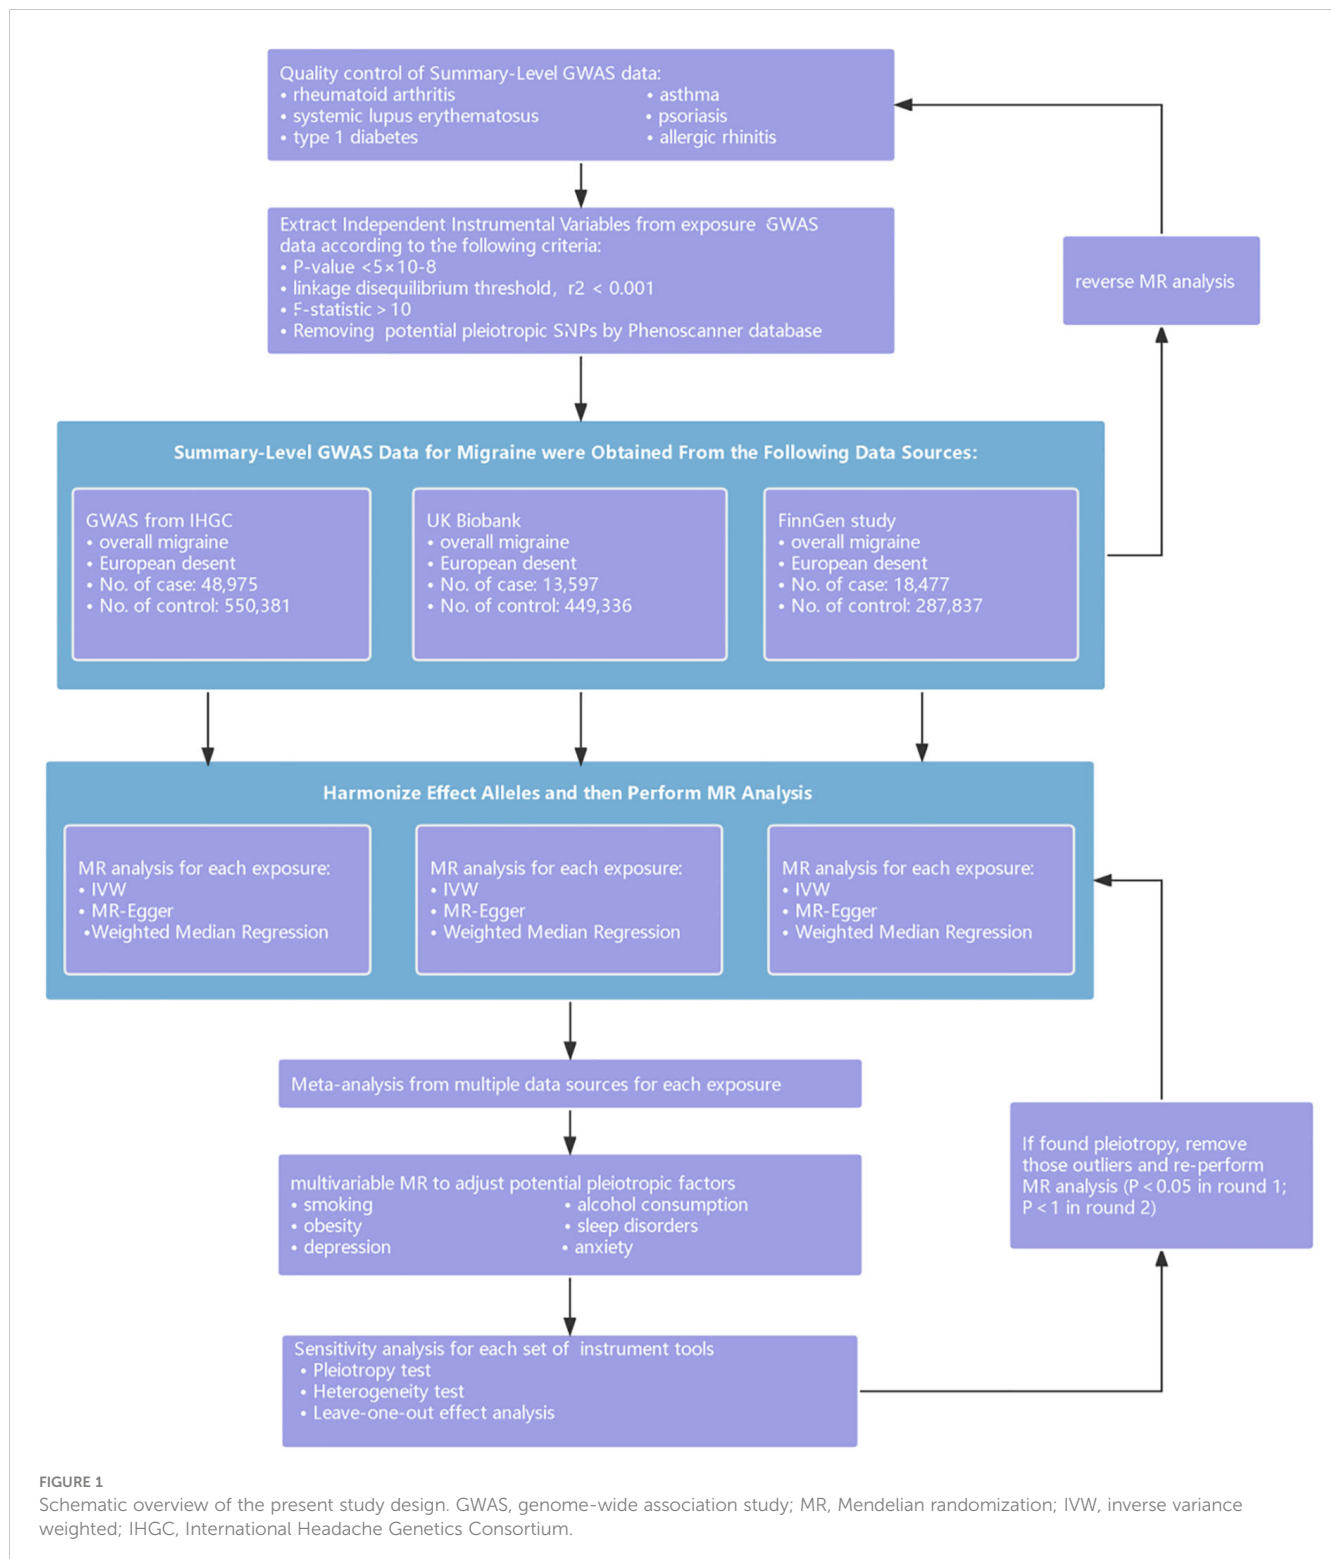 Quality control of Summary-Level GWAS data:
• rheumatoid arthritis
• systemic lupus erythematosus
• type 1 diabetes
• asthma
• psoriasis
• allergic rhinitis
Extract Independent Instrumental Variables from exposure GWAS
data according to the following criteria:
• P-value <5×10-8
• linkage disequilibrium threshold, r2 < 0.001
• F-statistic > 10
• Removing potential pleiotropic SNPs by Phenoscanner database
reverse MR analysis
Summary-Level GWAS Data for Migraine were Obtained From the Following Data Sources:
GWAS from IHGC
• overall migraine
• European desent
• No. of case: 48,975
• No. of control: 550,381
UK Biobank
• overall migraine
• European desent
• No. of case: 13,597
• No. of control: 449,336
FinnGen study
• overall migraine
• European desent
• No. of case: 18,477
• No. of control: 287,837
Harmonize Effect Alleles and then Perform MR Analysis
MR analysis for each exposure:
• IVW
• MR-Egger
•Weighted Median Regression
MR analysis for each exposure:
• IVW
• MR-Egger
• Weighted Median Regression
MR analysis for each exposure:
• IVW
• MR-Egger
• Weighted Median Regression
Meta-analysis from multiple data sources for each exposure
multivariable MR to adjust potential pleiotropic factors
• smoking
• obesity
• depression
• alcohol consumption
• sleep disorders
• anxiety
If found pleiotropy, remove
those outliers and re-perform
MR analysis (P < 0.05 in round 1;
P < 1 in round 2)
Sensitivity analysis for each set of instrument tools
• Pleiotropy test
• Heterogeneity test
• Leave-one-out effect analysis
FIGURE 1
Schematic overview of the present study design. GWAS, genome-wide association study; MR, Mendelian randomization; IVW, inverse variance
weighted; IHGC, International Headache Genetics Consortium.